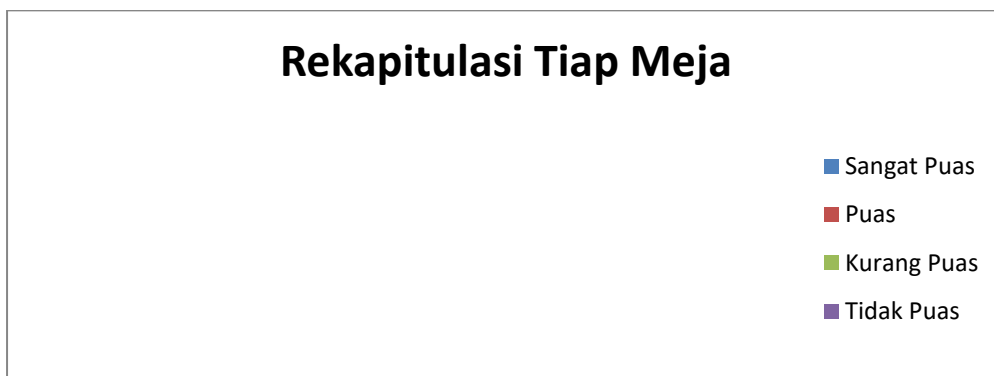 Rekapitulasi Tiap Meja
Sangat Puas
Puas
Kurang Puas
Tidak Puas